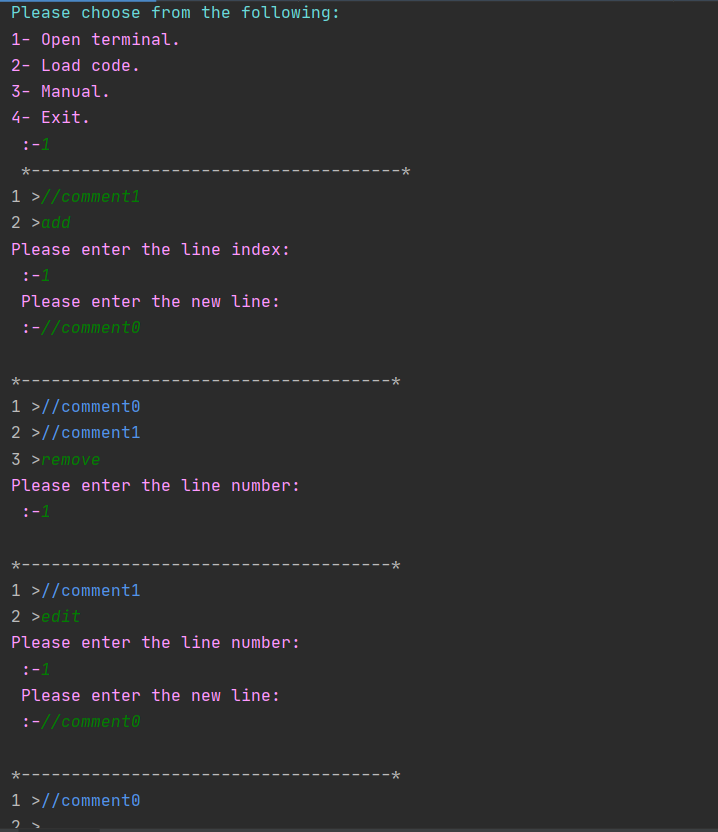 Please choose from the following:
1- Open terminal.
2- Load code.
3- Manual.
4- Exit.
:-1
*-------------------------------------*
1 >//comment1
2 >add
Please enter the line index:
:-1
Please enter the new line:
:-//comment0
*-------------------------------------*
1 >//comment0
2 >//comment1
3 >remove
Please enter the line number:
:-1
*-------------------------------------*
1 >//comment1
2 >edit
Please enter the line number:
:-1
Please enter the new line:
:-//comment0
*-------------------------------------*
1 >//comment0
2 >